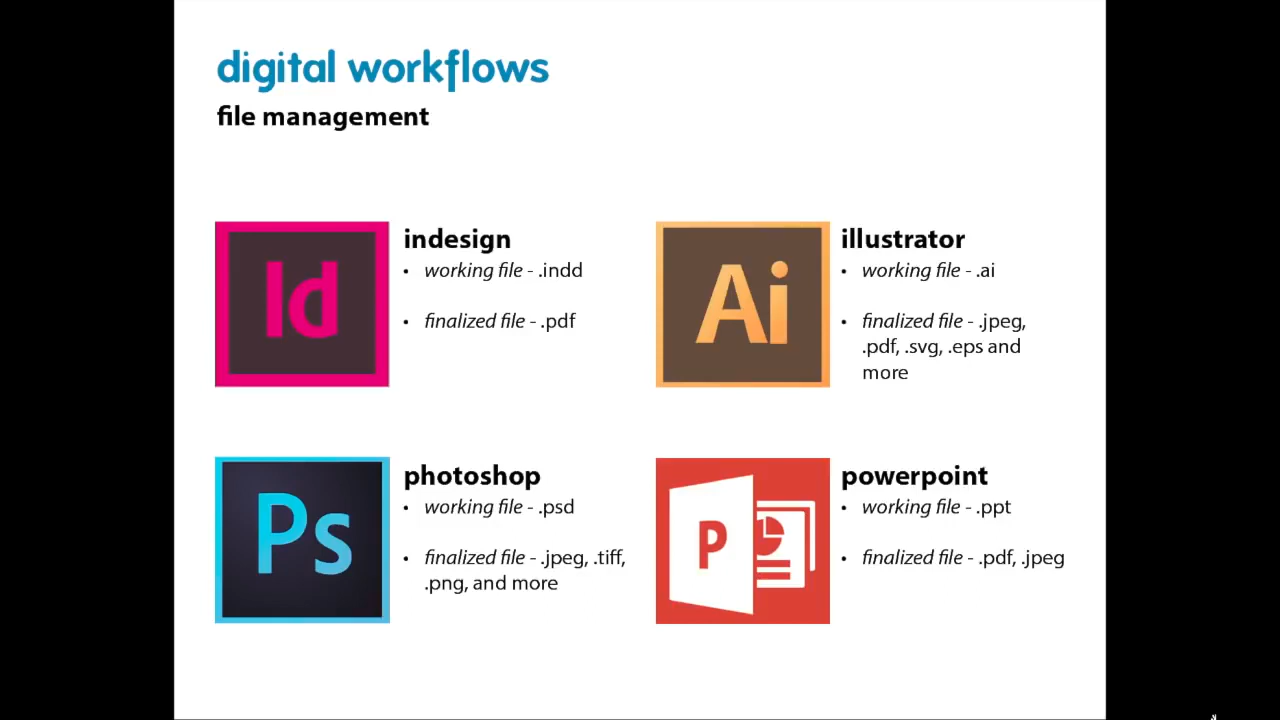 digital workflows
file management
Id
indesign
• working file - .indd
• finalized file - .pdf
Ai
illustrator
• working file - .ai
• finalized file - .jpeg,
.pdf, .svg, .eps and
more
Ps
photoshop
• working file - .psd
• finalized file - .jpeg, .tiff,
.png, and more
P
powerpoint
• working file - .ppt
• finalized file - .pdf, .jpeg